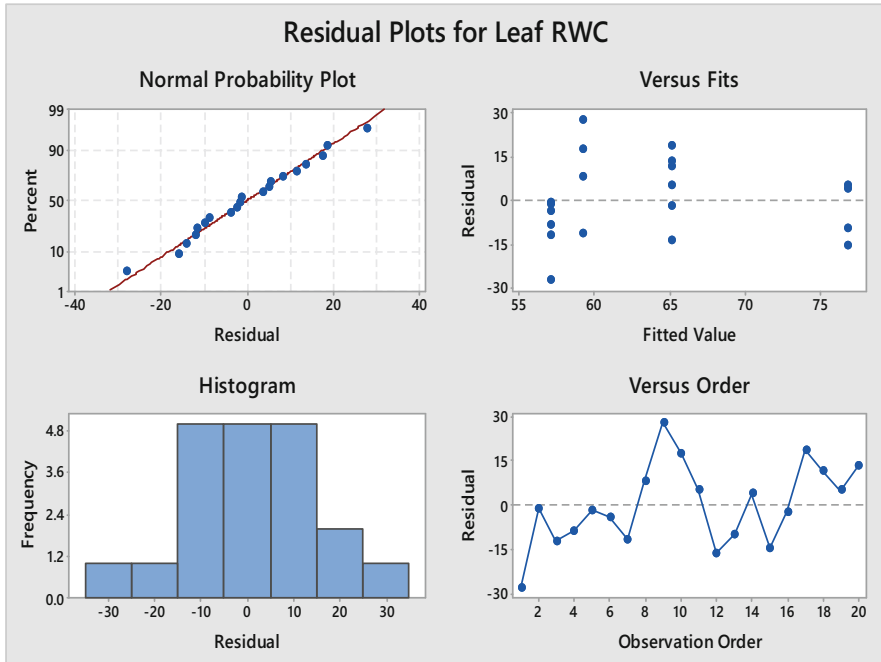 Residual Plots for Leaf RWC
Normal Probability Plot
Percent
99
90
50
10
1
-40 -20 0 20 40
Residual
Versus Fits
Residual
30
15
0
-15
-30
55 60 65 70 75
Fitted Value
Histogram
Frequency
4.8
3.6
2.4
1.2
0.0
-30 -20 -10 0 10 20 30
Residual
Versus Order
Residual
30
15
0
-15
-30
2 4 6 8 10 12 14 16 18 20
Observation Order